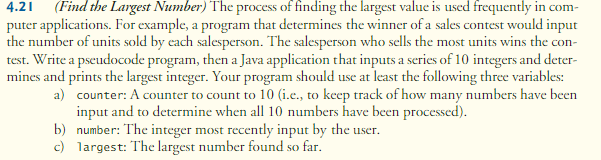 4.21 (Find the Largest Number) The process of finding the largest value is used frequently in com-
puter applications. For example, a program that determines the winner of a sales contest would input
the number of units sold by each salesperson. The salesperson who sells the most units wins the con-
test. Write a pseudocode program, then a Java application that inputs a series of 10 integers and deter-
mines and prints the largest integer. Your program should use at least the following three variables:
a) counter: A counter to count to 10 (i.e., to keep track of how many numbers have been
input and to determine when all 10 numbers have been processed).
b) number: The integer most recently input by the user.
c) largest: The largest number found so far.